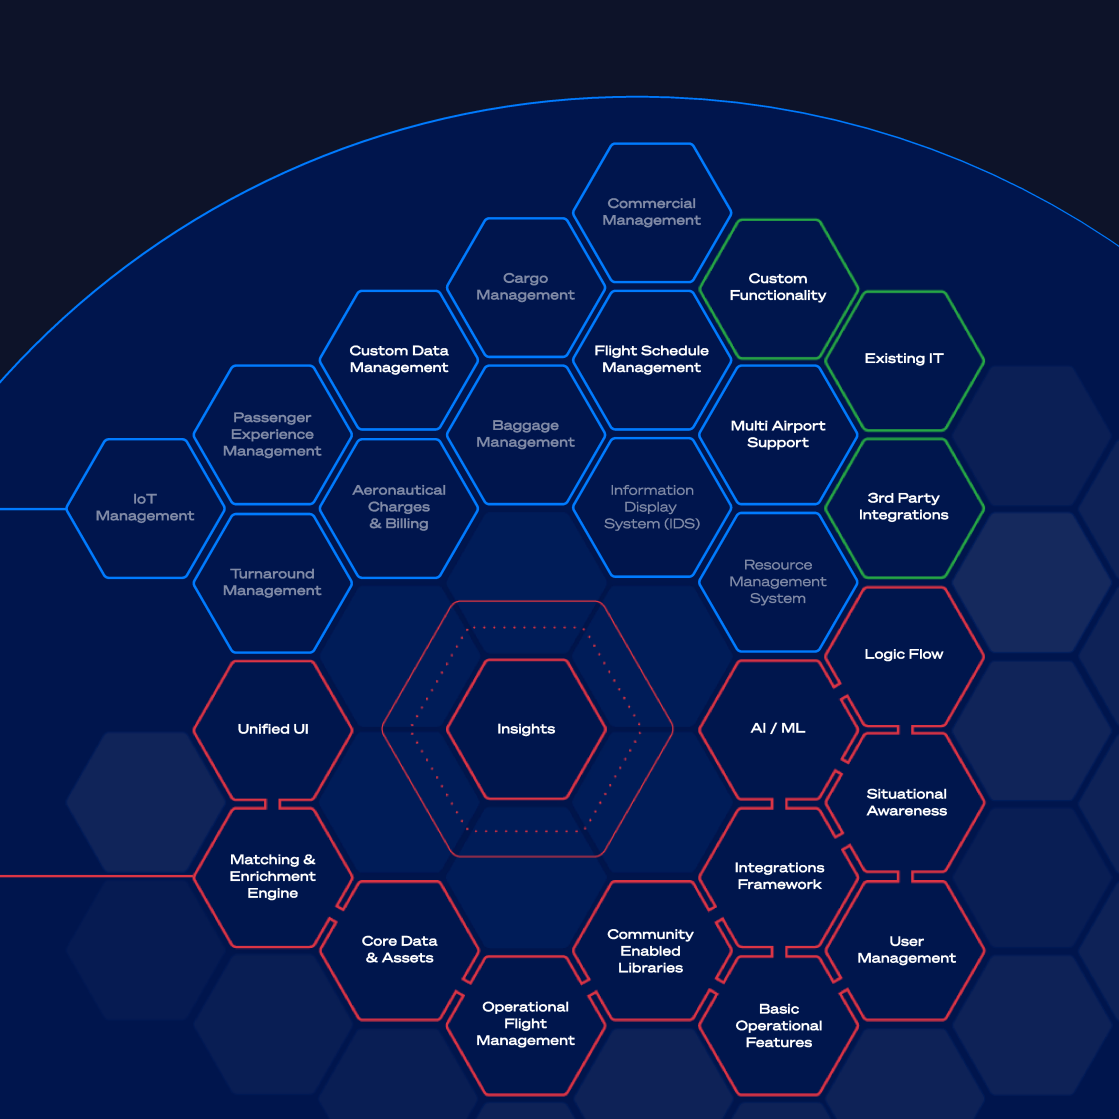 Commercial
Management
Cargo
Management
Custom
Functionality
Custom Data
Management
Flight Schedule
Management
Existing IT
Passenger
Experience
Management
Baggage
Management
Multi Airport
Support
IoT
Management
Aeronautical
Charges
& Billing
Information
Display
System (IDS)
3rd Party
Integrations
Turnaround
Management
Resource
Management
System
Logic Flow
Unified UI
Insights
AI / ML
Situational
Awareness
Matching &
Enrichment
Engine
Integrations
Framework
Core Data
& Assets
Community
Enabled
Libraries
User
Management
Operational
Flight
Management
Basic
Operational
Features